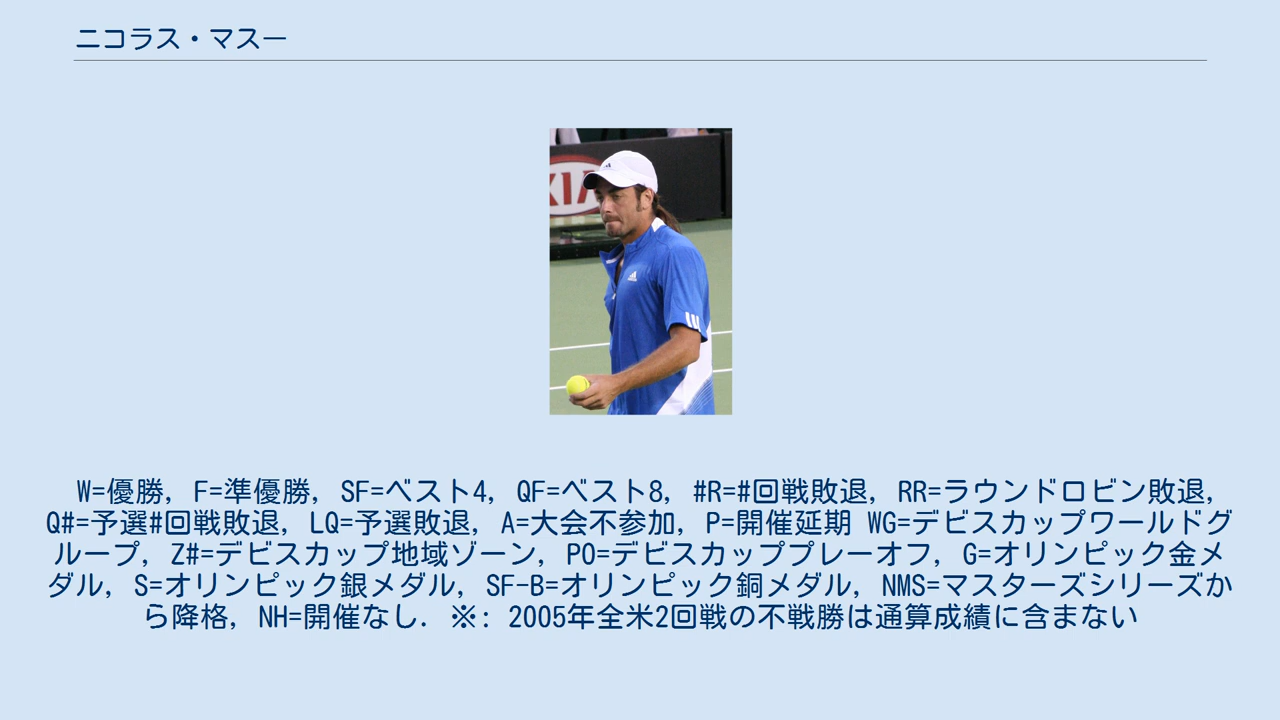 ニコラス・マスー
KIA
adidas
W=優勝, F=準優勝, SF=ベスト4, QF=ベスト8, #R=#回戦敗退, RR=ラウンドロビン敗退,
Q#=予選#回戦敗退, LQ=予選敗退, A=大会不参加, P=開催延期 WG=デビスカップワールドグ
ループ, Z#=デビスカップ地域ゾーン, PO=デビスカッププレーオフ, G=オリンピック金メ
ダル, S=オリンピック銀メダル, SF-B=オリンピック銅メダル, NMS=マスターズシリーズか
ら降格, NH=開催なし. ※: 2005年全米2回戦の不戦勝は通算成績に含まない